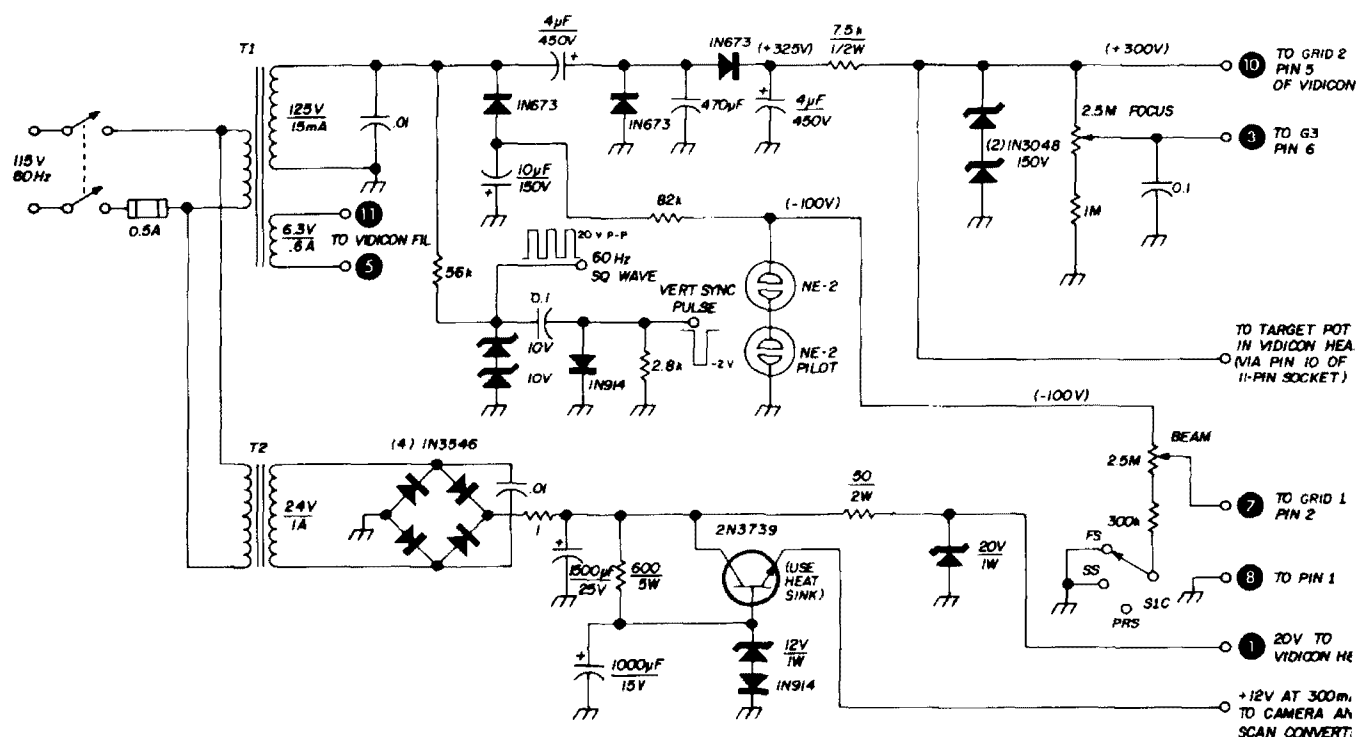 T1
125V
15mA
.01
4µF
450V
+
1N673
1N673
470µF
1N673
(+325V)
+
4µF
450V
7.5k
1/2W
(+300V)
10
TO GRID 2
PIN 5
OF VIDICON
2.5M FOCUS
(2) 1N3048
150V
1M
3
TO G3
PIN 6
0.1
115V
60Hz
0.5A
6.3V
.6A
11
TO VIDICON FIL
5
10µF
150V
+
82k
(-100V)
56k
20V P-P
60Hz
SQ WAVE
VERT SYNC
PULSE
0.1
10V
10V
1N914
2.8k
-2V
NE-2
NE-2
PILOT
TO TARGET POT
IN VIDICON HEA
(VIA PIN 10 OF
11-PIN SOCKET)
(-100V)
BEAM
2.5M
7
TO GRID 1
PIN 2
300k
FS
SS
S1C
PRS
8
TO PIN 1
T2
24V
1A
(4) 1N3546
.01
1
+
1500µF
25V
600
5W
2N3739
(USE
HEAT
SINK)
50
2W
20V
1W
1
20V TO
VIDICON HE
+
1000µF
15V
12V
1W
1N914
+12V AT 300m
TO CAMERA AN
SCAN CONVERT